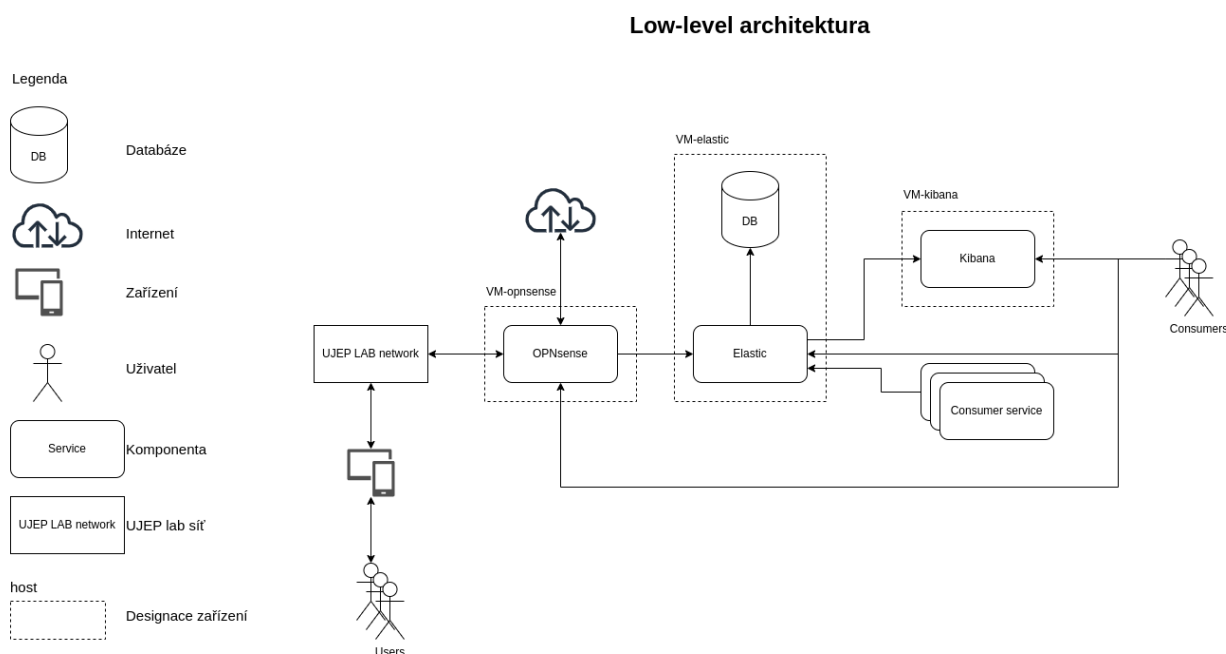 Low-level architektura
Legenda
DB
Databáze
Internet
Zařízení
Uživatel
Service
Komponenta
UJEP LAB network
UJEP lab síť
host
Designace zařízení
VM-elastic
DB
VM-kibana
Kibana
Consumers
VM-opnsense
UJEP LAB network
OPNsense
Elastic
Consumer service
Users